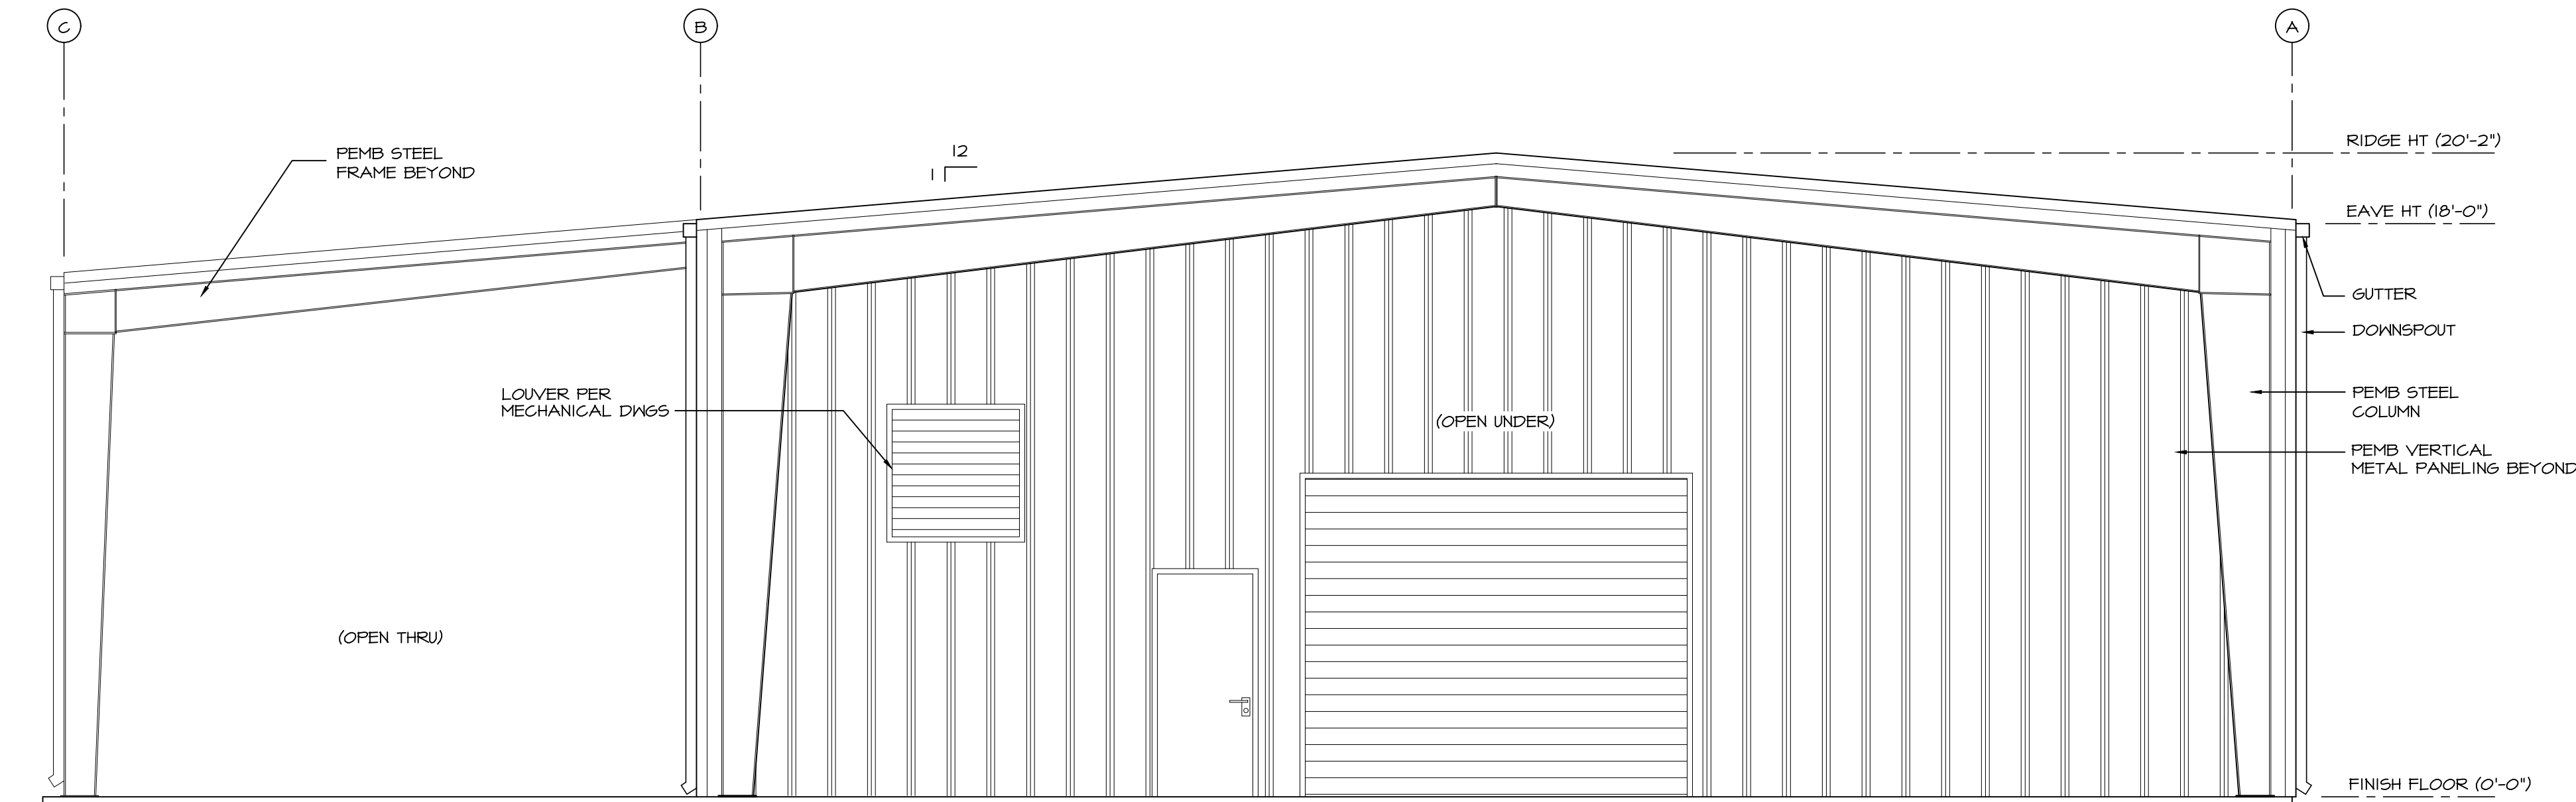 C
B
A
RIDGE HT (20'-2")
12
1
PEMB STEEL
FRAME BEYOND
EAVE HT (18'-0")
GUTTER
DOWNSPOUT
LOUVER PER
MECHANICAL DWGS
(OPEN UNDER)
PEMB STEEL
COLUMN
PEMB VERTICAL
METAL PANELING BEYOND
(OPEN THRU)
FINISH FLOOR (0'-0")